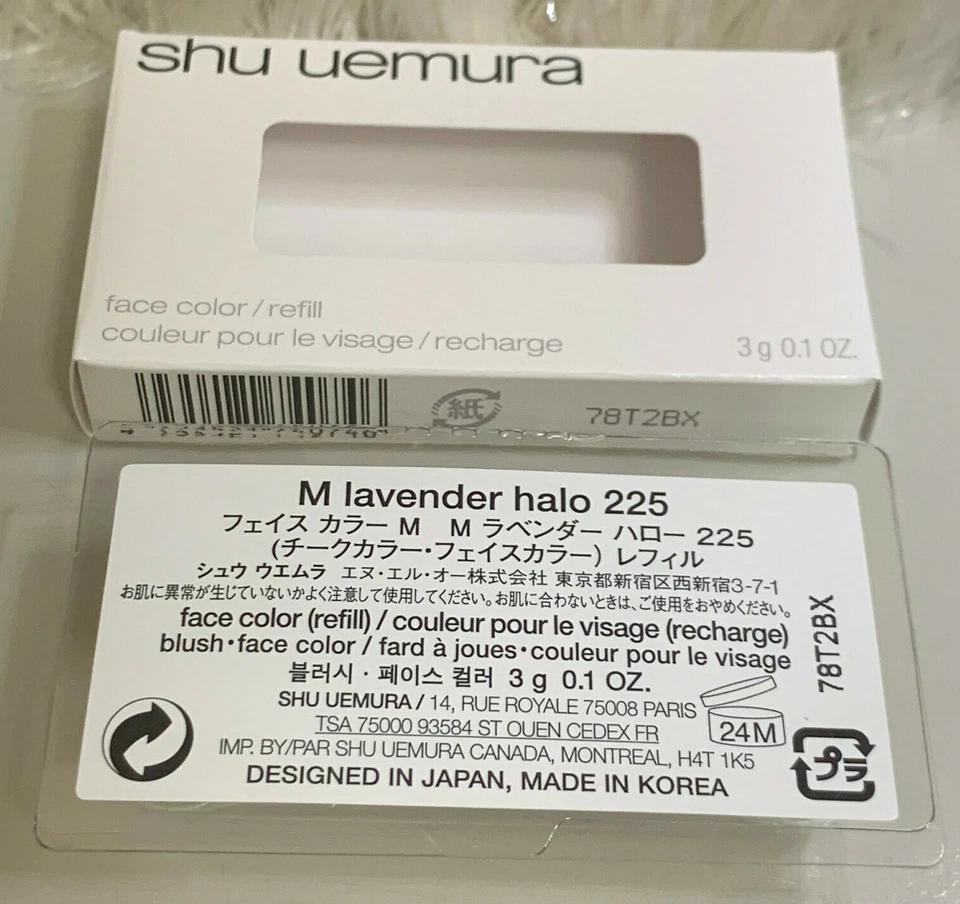 shu uemura
face color / refill
couleur pour le visage / recharge
3 g 0.1 OZ.
紙
78T2BX
M lavender halo 225
フェイス カラー M M ラベンダー ハロー 225
(チークカラー・フェイスカラー) レフィル
シュウ ウエムラ エヌ・エル・オー株式会社 東京都新宿区西新宿3-7-1
お肌に異常が生じていないかよく注意して使用してください。お肌に合わないときは、ご使用をおやめください。
face color (refill) / couleur pour le visage (recharge)
blush・face color / fard à joues・couleur pour le visage
블러시・페이스 컬러 3 g 0.1 OZ.
SHU UEMURA / 14, RUE ROYALE 75008 PARIS
TSA 75000 93584 ST OUEN CEDEX FR
IMP. BY/PAR SHU UEMURA CANADA, MONTREAL, H4T 1K5
DESIGNED IN JAPAN, MADE IN KOREA
24M
78T2BX
プラ